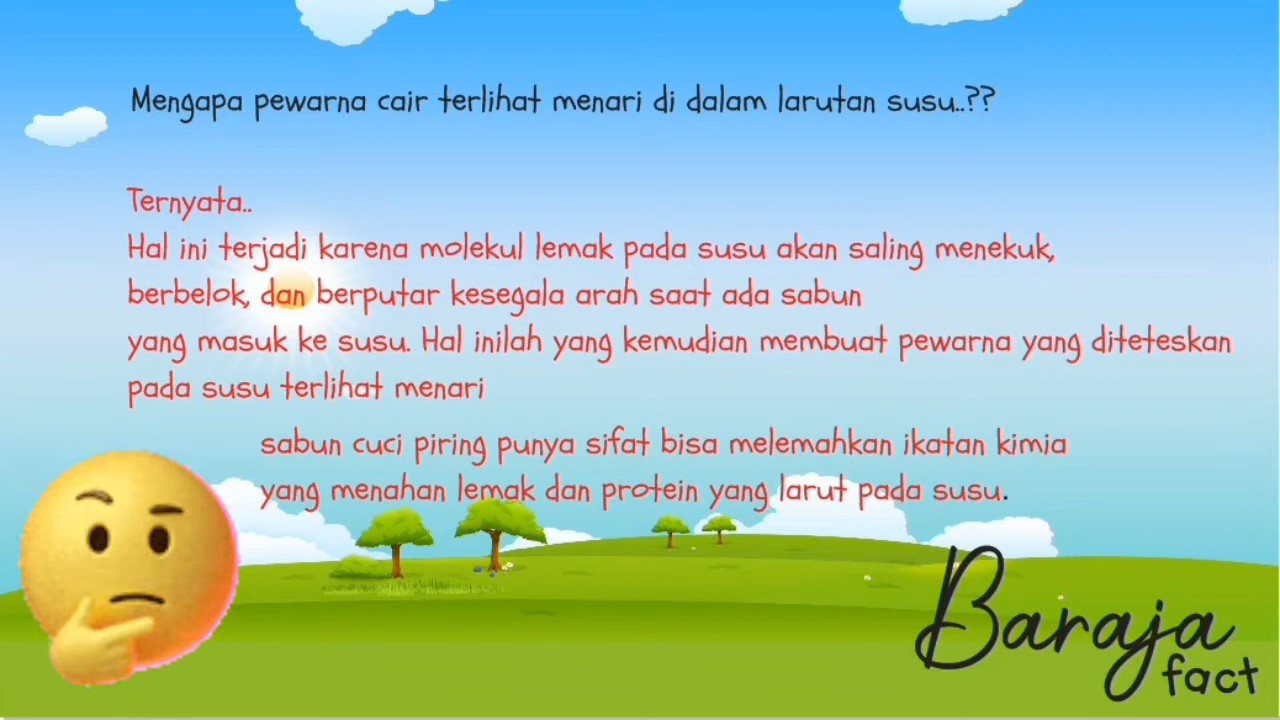 Mengapa pewarna cair terlihat menari di dalam larutan susu..??
Ternyata..
Hal ini terjadi karena molekul lemak pada susu akan saling menekuk,
berbelok, dan berputar kesegala arah saat ada sabun
yang masuk ke susu. Hal inilah yang kemudian membuat pewarna yang diteteskan
pada susu terlihat menari
sabun cuci piring punya sifat bisa melemahkan ikatan kimia
yang menahan lemak dan protein yang larut pada susu.
Baraja
fact